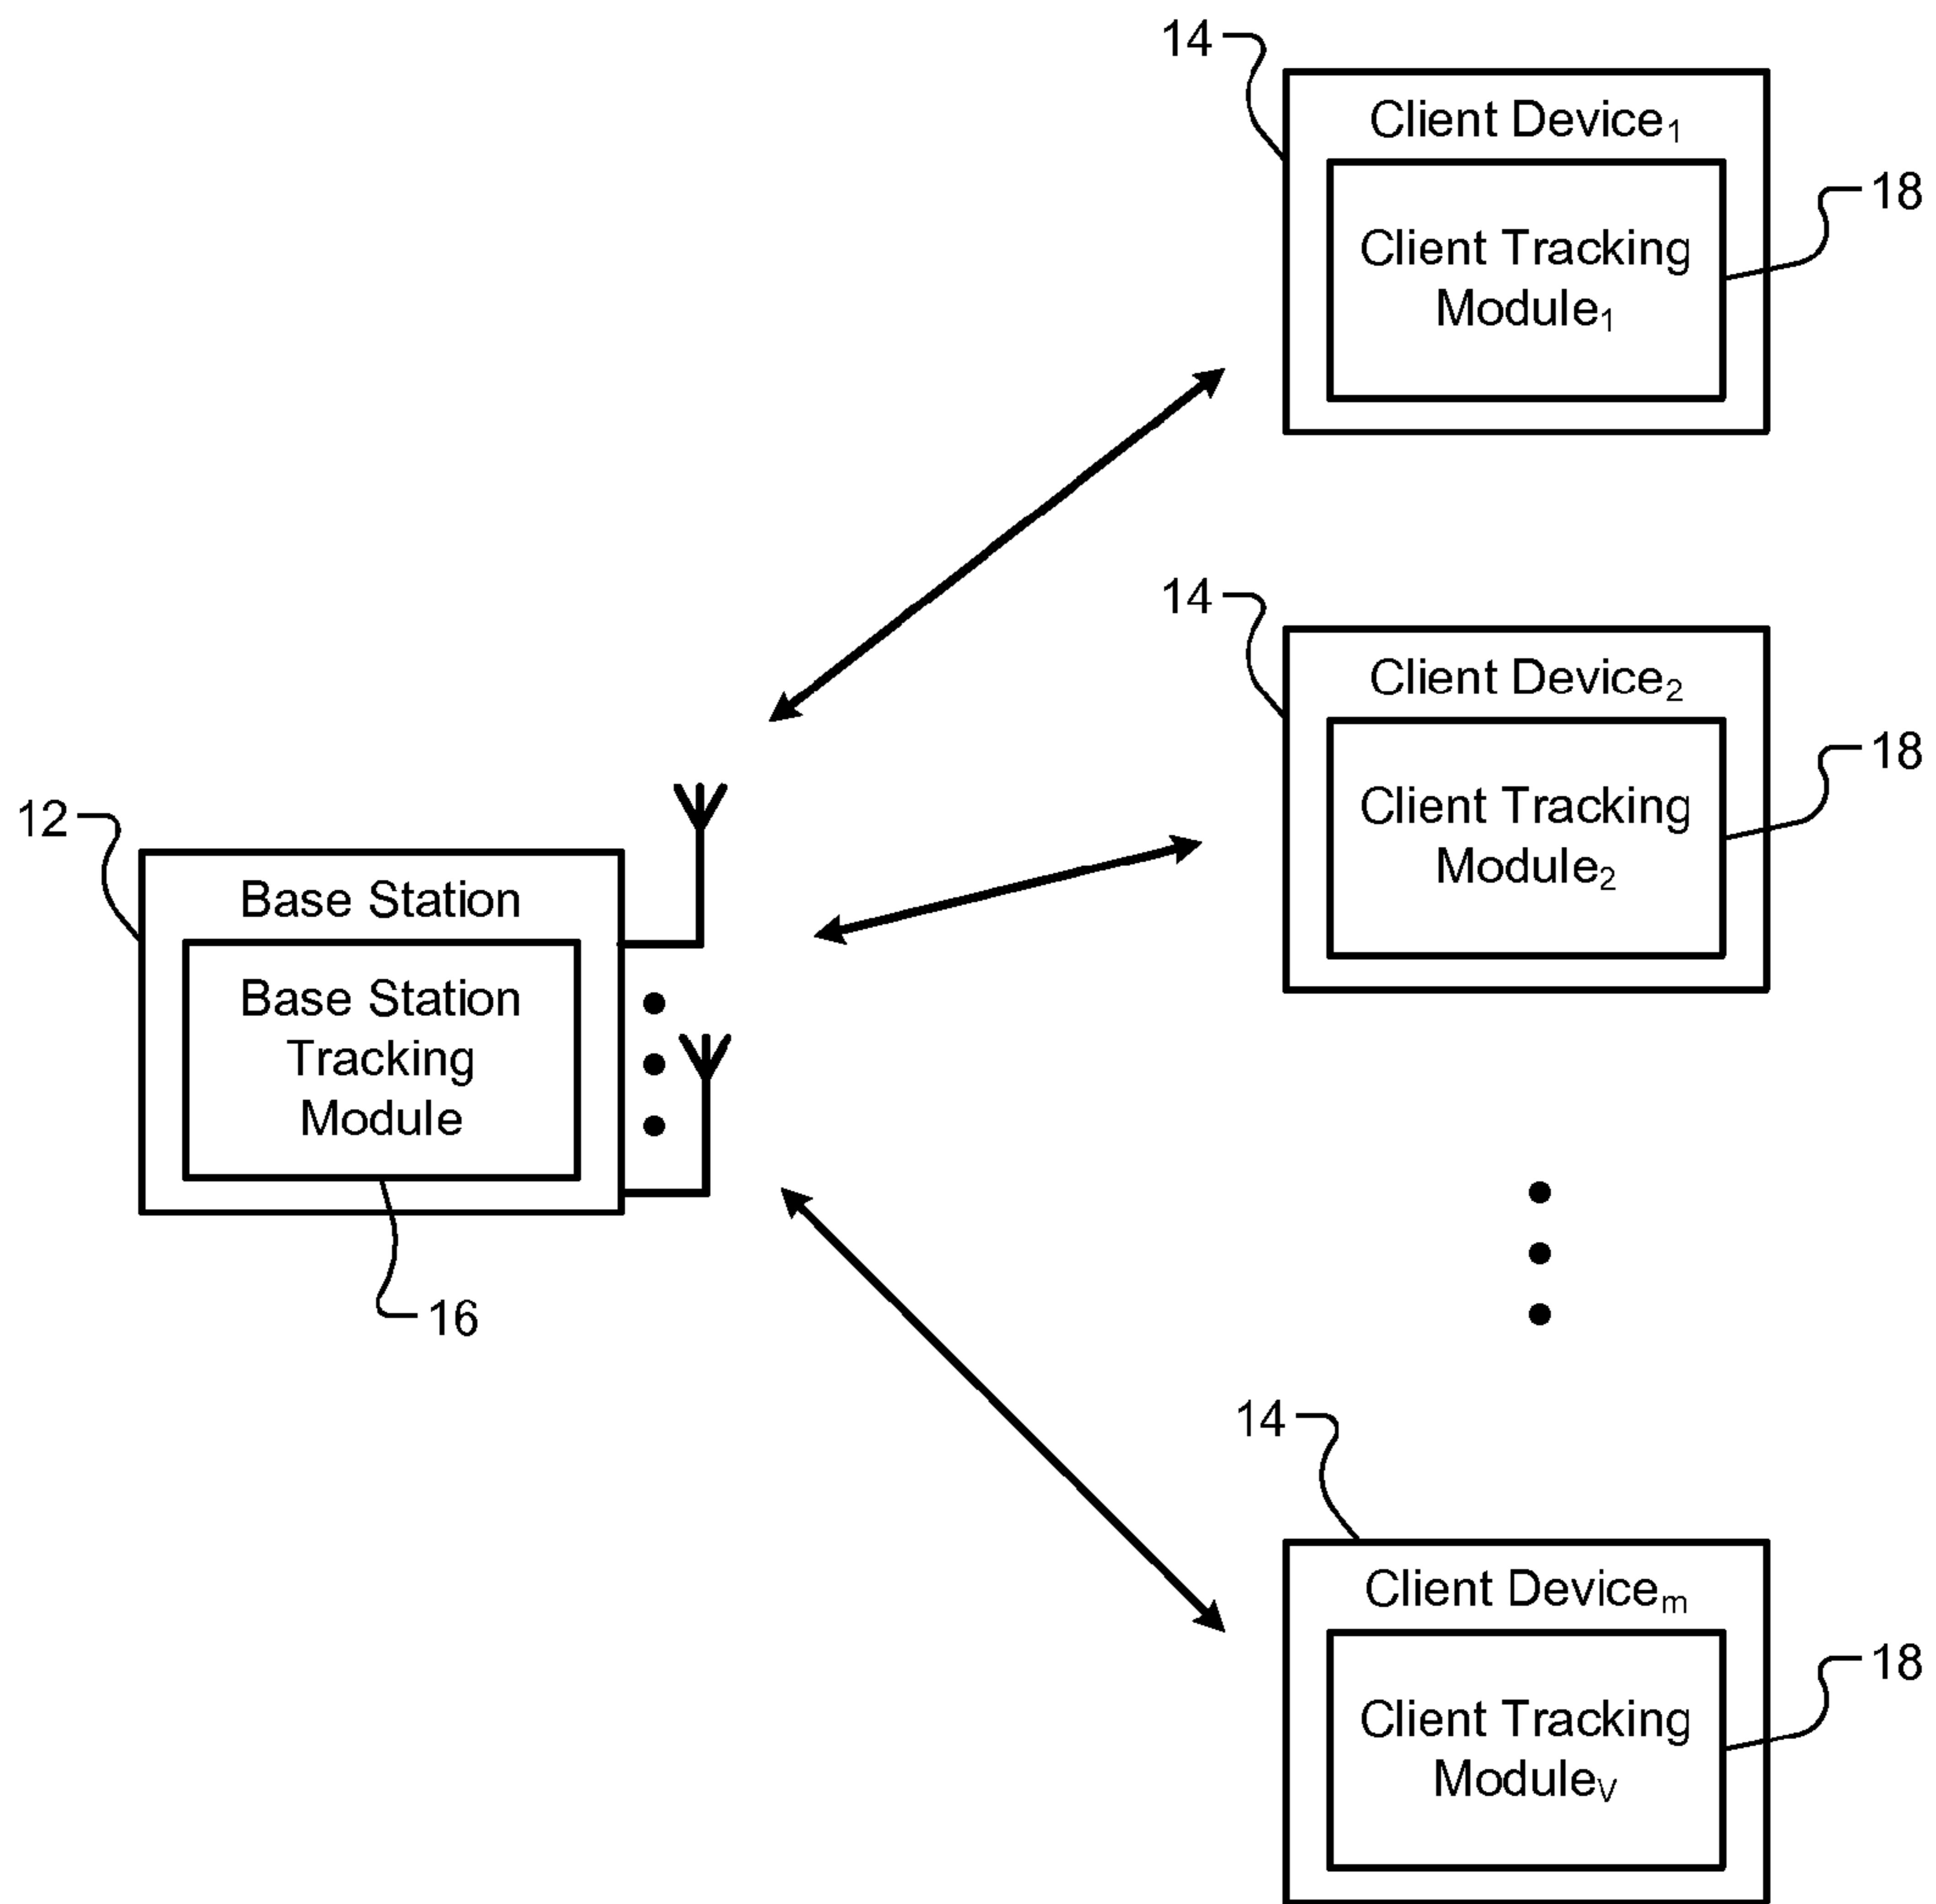 14
Client Device₁
18
Client Tracking
Module₁
14
Client Device₂
18
Client Tracking
Module₂
12
Base Station
Base Station
Tracking
Module
16
14
Client Deviceₘ
18
Client Tracking
Moduleᵥ